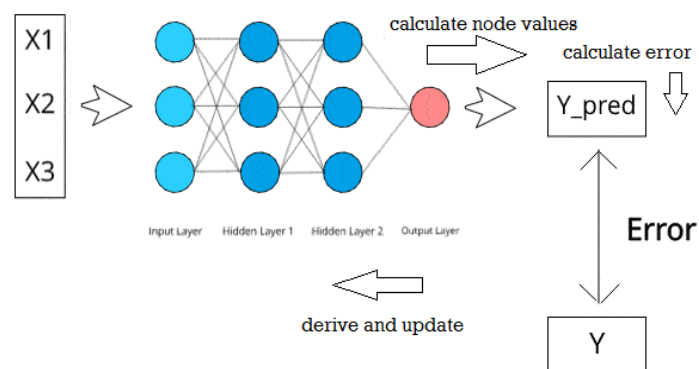 X1
X2
X3
calculate node values
calculate error
Y_pred
Input Layer
Hidden Layer 1
Hidden Layer 2
Output Layer
Error
derive and update
Y